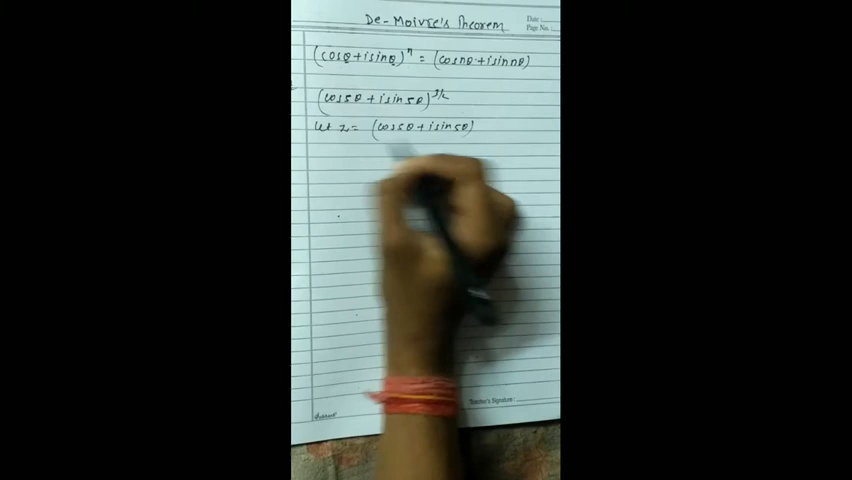 De-Moivre's Theorem
Date :
Page No. :
(cosθ+isinθ)ⁿ = (cosnθ+isinnθ)
(cos5θ + isin5θ)
let z = (cos5θ + isin5θ)
Teacher's Signature :